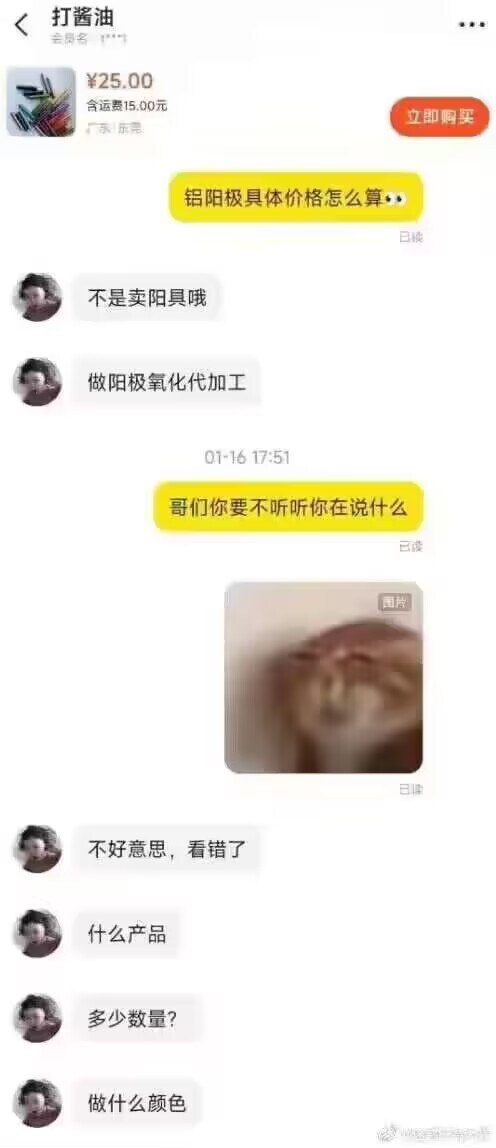 打酱油
会员名：t***1
¥25.00
含运费15.00元
广东 东莞
立即购买
铝阳极具体价格怎么算👀
已读
不是卖阳具哦
做阳极氧化代加工
01-16 17:51
哥们你要不听听你在说什么
已读
图片
已读
不好意思，看错了
什么产品
多少数量？
做什么颜色